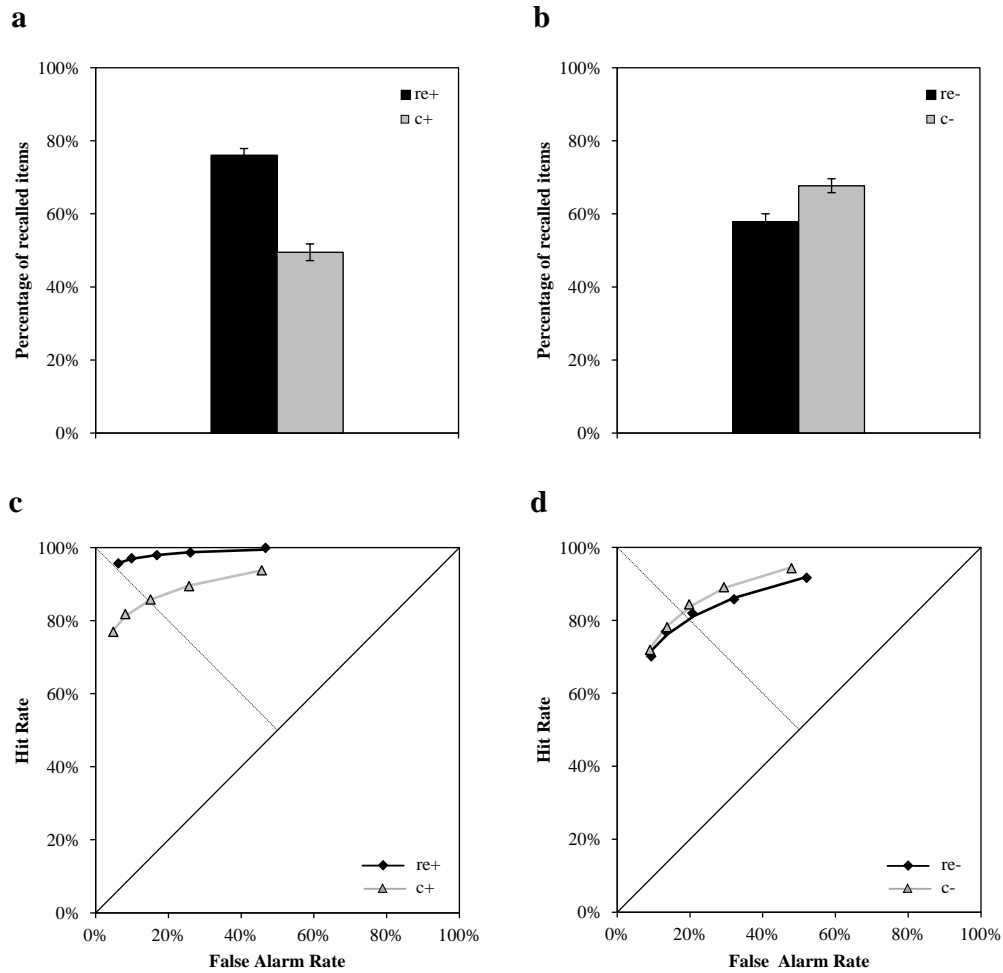 a
100%
80%
60%
40%
20%
0%
Percentage of recalled items
re+
c+
b
100%
80%
60%
40%
20%
0%
Percentage of recalled items
re-
c-
c
100%
80%
60%
40%
20%
0%
Hit Rate
re+
c+
0% 20% 40% 60% 80% 100%
False Alarm Rate
d
100%
80%
60%
40%
20%
0%
Hit Rate
re-
c-
0% 20% 40% 60% 80% 100%
False Alarm Rate